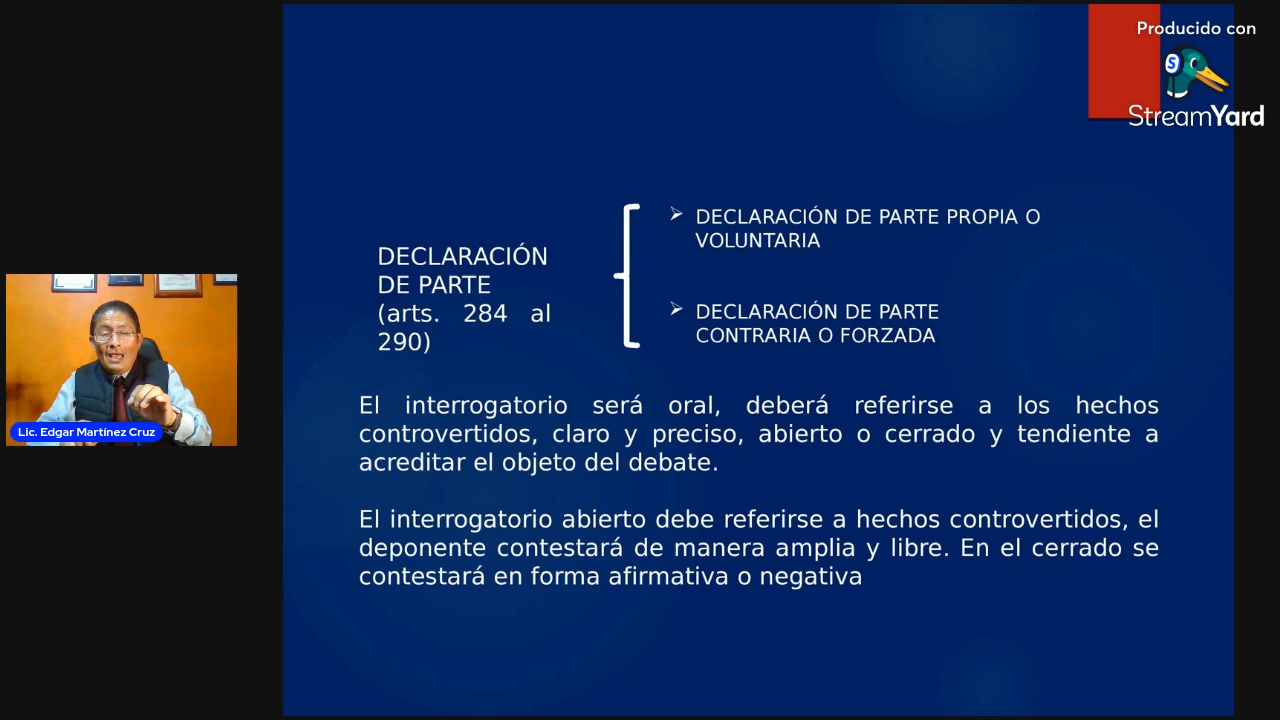 Producido con
StreamYard
DECLARACIÓN
DE PARTE
(arts. 284 al
290)
DECLARACIÓN DE PARTE PROPIA O
VOLUNTARIA
DECLARACIÓN DE PARTE
CONTRARIA O FORZADA
El interrogatorio será oral, deberá referirse a los hechos
controvertidos, claro y preciso, abierto o cerrado y tendiente a
acreditar el objeto del debate.
El interrogatorio abierto debe referirse a hechos controvertidos, el
deponente contestará de manera amplia y libre. En el cerrado se
contestará en forma afirmativa o negativa
Lic. Edgar Martínez Cruz